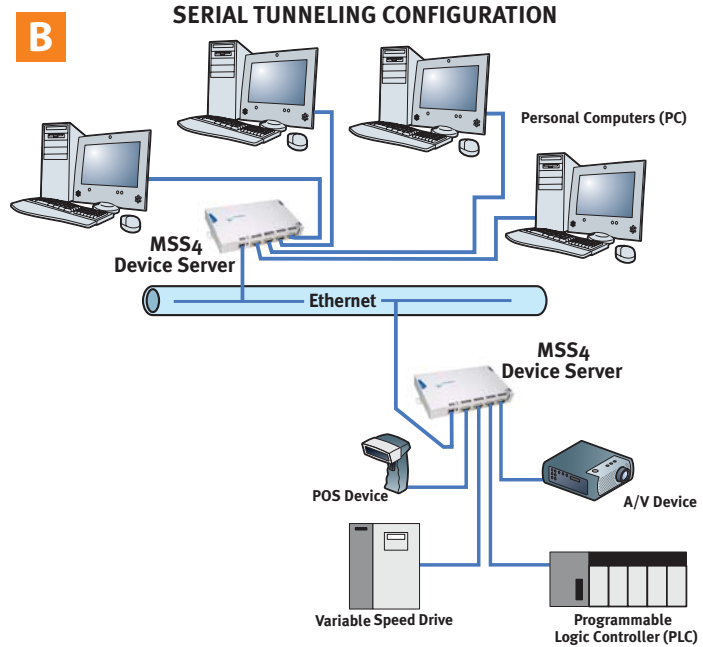 SERIAL TUNNELING CONFIGURATION
B
Personal Computers (PC)
MSS4
Device Server
Ethernet
MSS4
Device Server
POS Device
A/V Device
Variable Speed Drive
Programmable
Logic Controller (PLC)